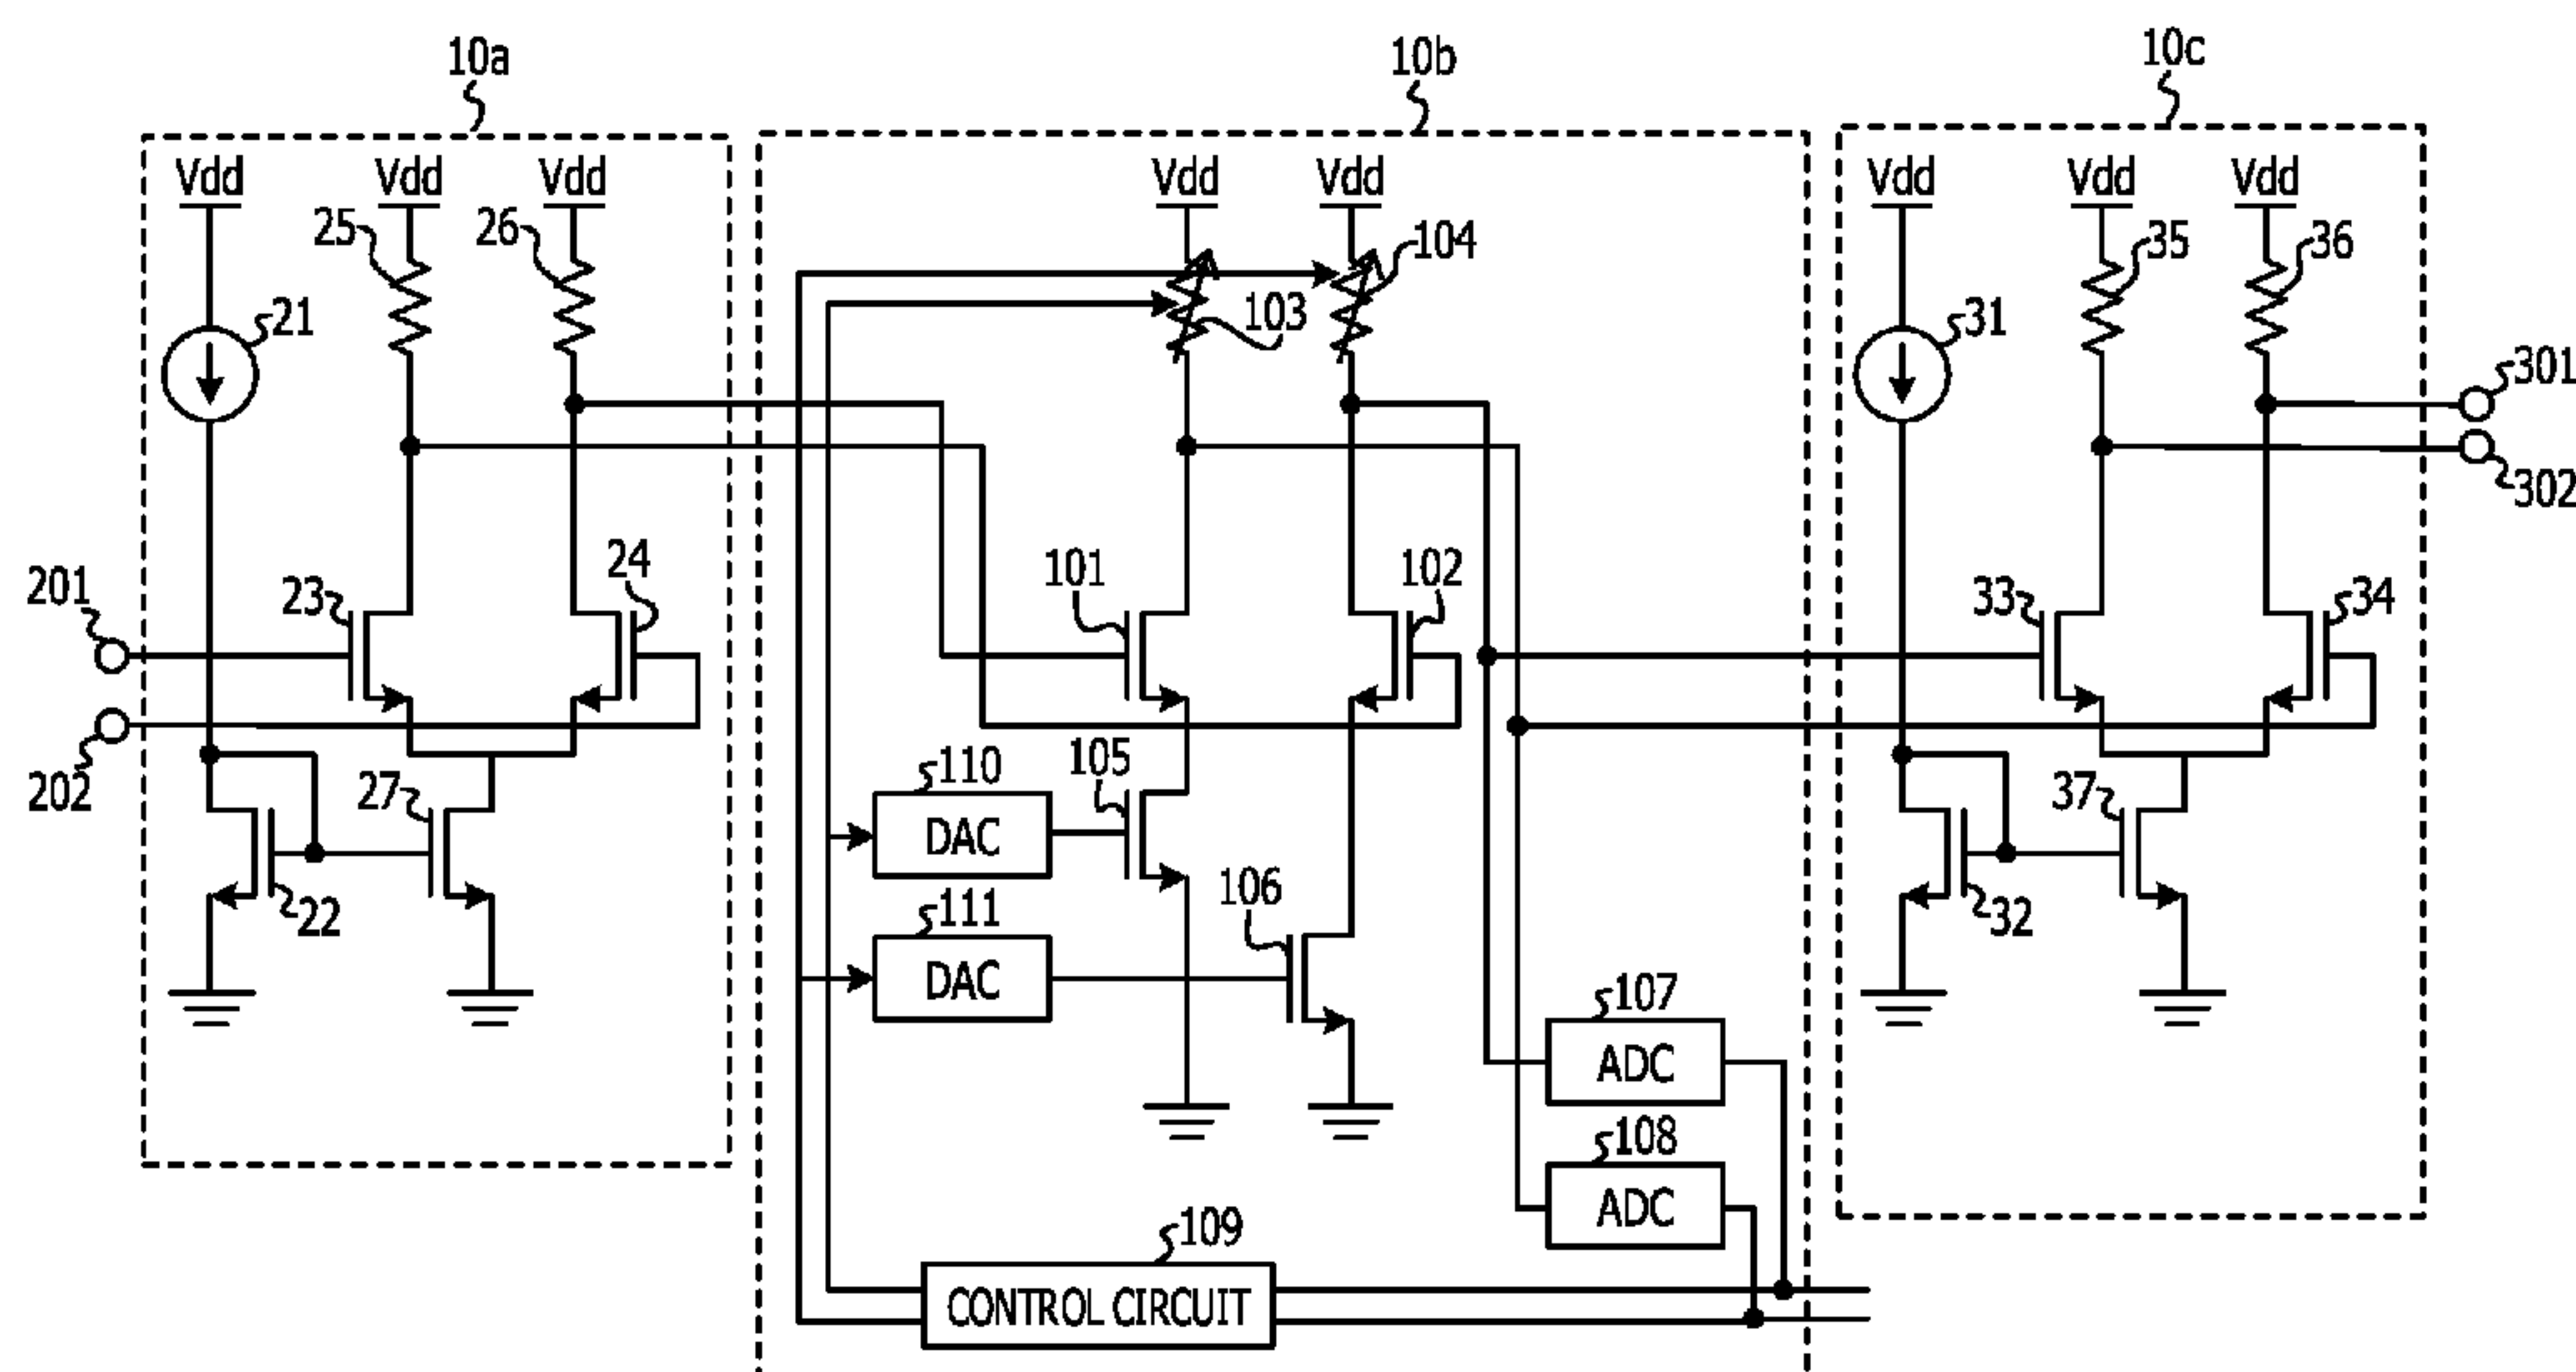 10a
10b
10c
Vdd
Vdd
Vdd
Vdd
Vdd
Vdd
Vdd
Vdd
25
26
104
35
36
21
103
31
301
302
201
23
24
101
102
33
34
202
27
110
DAC
105
37
22
111
DAC
106
32
107
ADC
108
ADC
109
CONTROL CIRCUIT